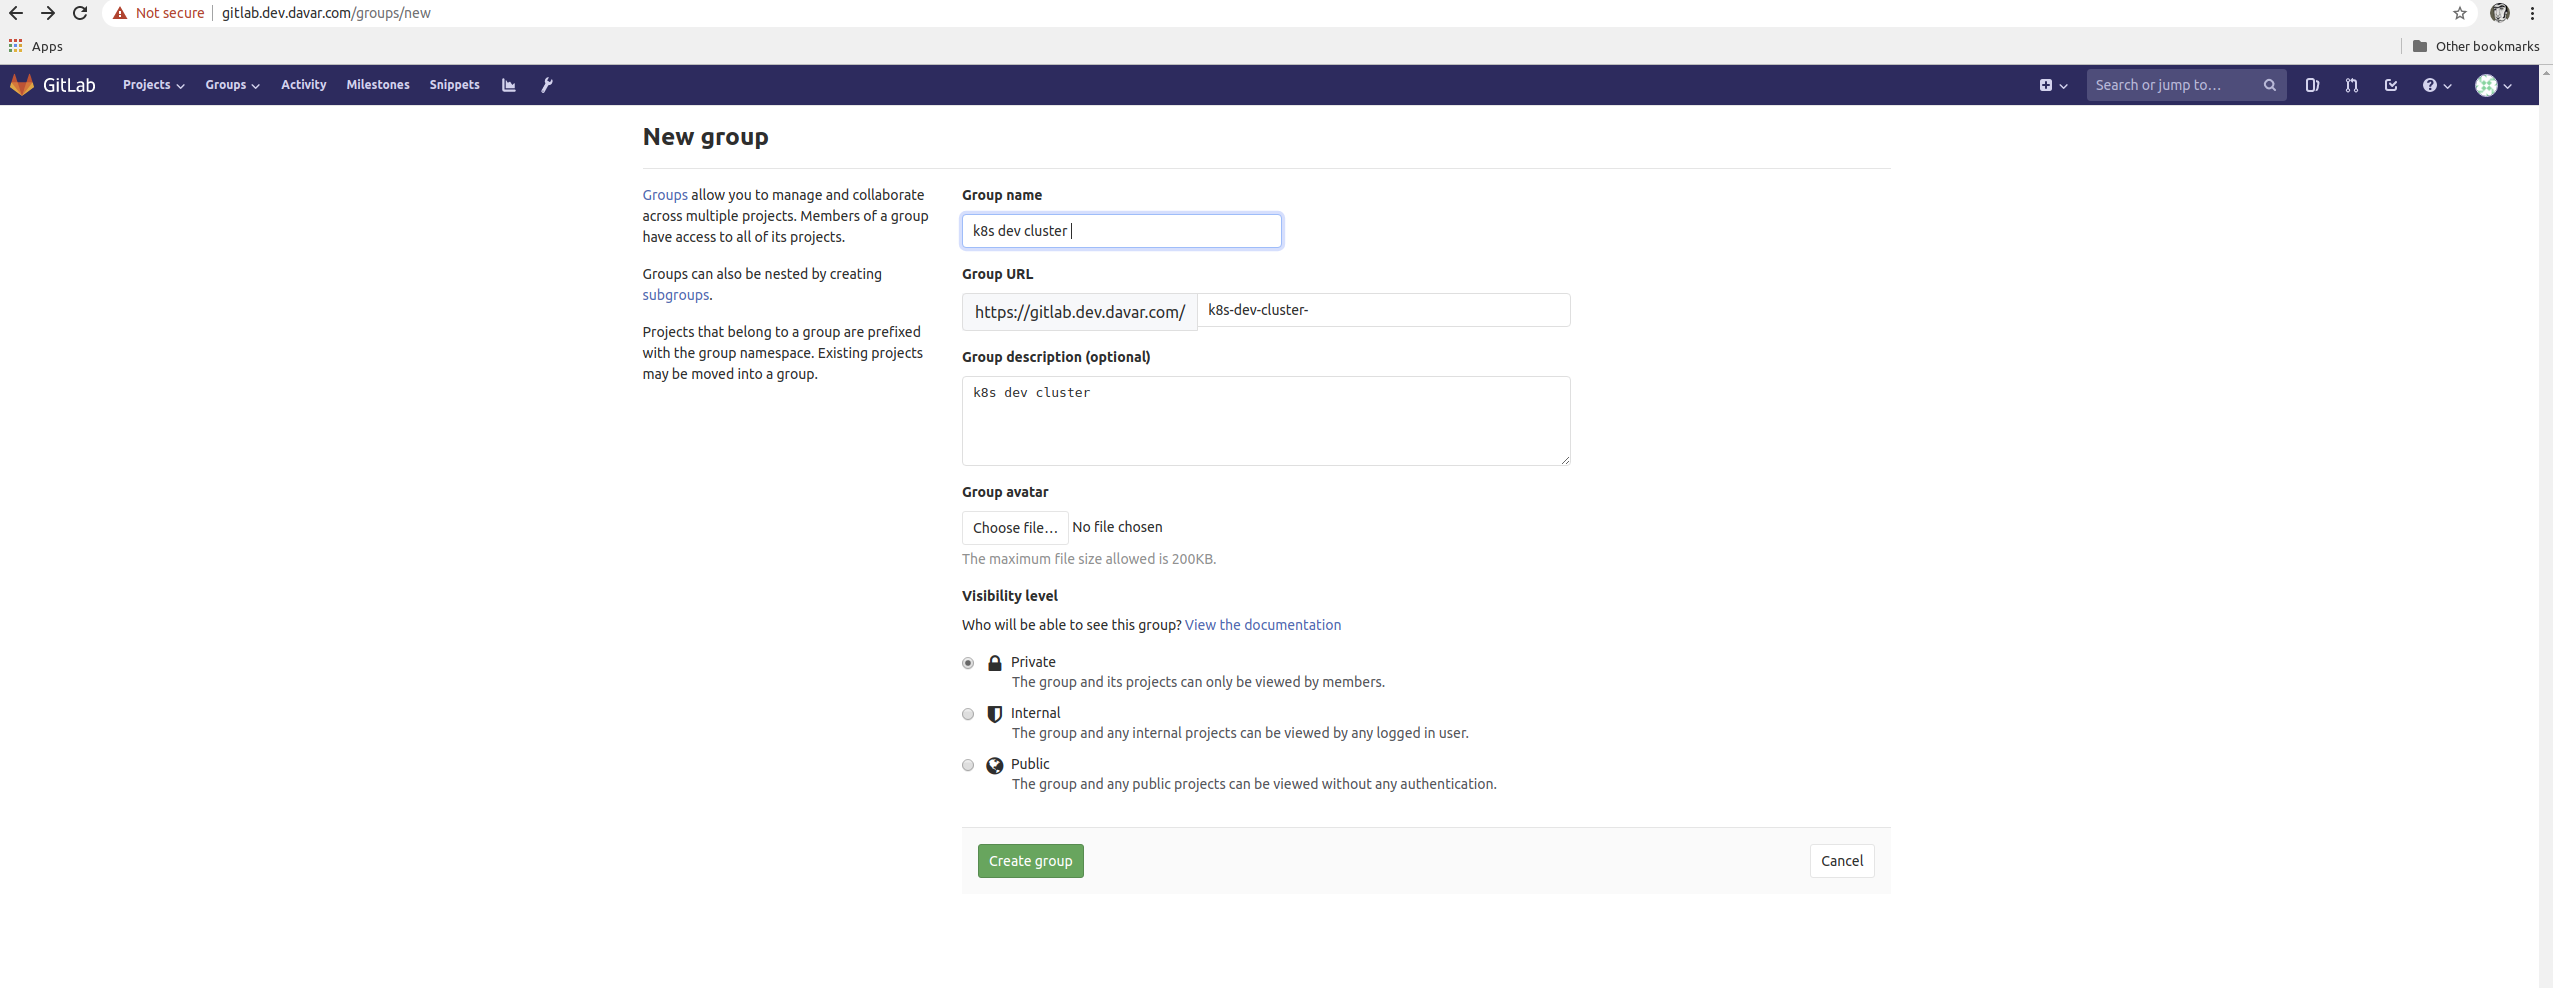 Not secure | gitlab.dev.davar.com/groups/new
Apps
Other bookmarks
GitLab Projects Groups Activity Milestones Snippets Search or jump to…
New group
Groups allow you to manage and collaborate
across multiple projects. Members of a group
have access to all of its projects.
Groups can also be nested by creating
subgroups.
Projects that belong to a group are prefixed
with the group namespace. Existing projects
may be moved into a group.
Group name
k8s dev cluster
Group URL
https://gitlab.dev.davar.com/ k8s-dev-cluster-
Group description (optional)
k8s dev cluster
Group avatar
Choose file… No file chosen
The maximum file size allowed is 200KB.
Visibility level
Who will be able to see this group? View the documentation
Private
The group and its projects can only be viewed by members.
Internal
The group and any internal projects can be viewed by any logged in user.
Public
The group and any public projects can be viewed without any authentication.
Create group
Cancel